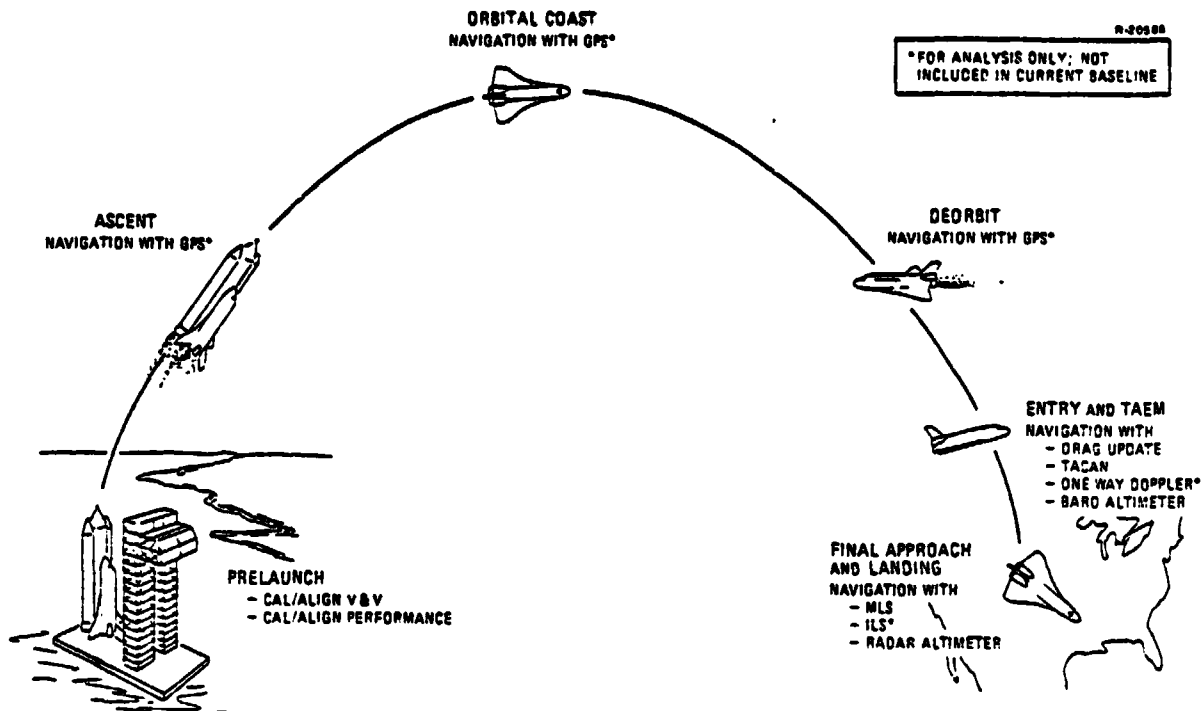 ORBITAL COAST
NAVIGATION WITH GPS*
R-20588
*FOR ANALYSIS ONLY; NOT
INCLUDED IN CURRENT BASELINE
ASCENT
NAVIGATION WITH GPS*
DEORBIT
NAVIGATION WITH GPS*
ENTRY AND TAEM
NAVIGATION WITH
- DRAG UPDATE
- TACAN
- ONE WAY DOPPLER*
- BARO ALTIMETER
PRELAUNCH
- CAL/ALIGN V&V
- CAL/ALIGN PERFORMANCE
FINAL APPROACH
AND LANDING
NAVIGATION WITH
- MLS
- ILS*
- RADAR ALTIMETER